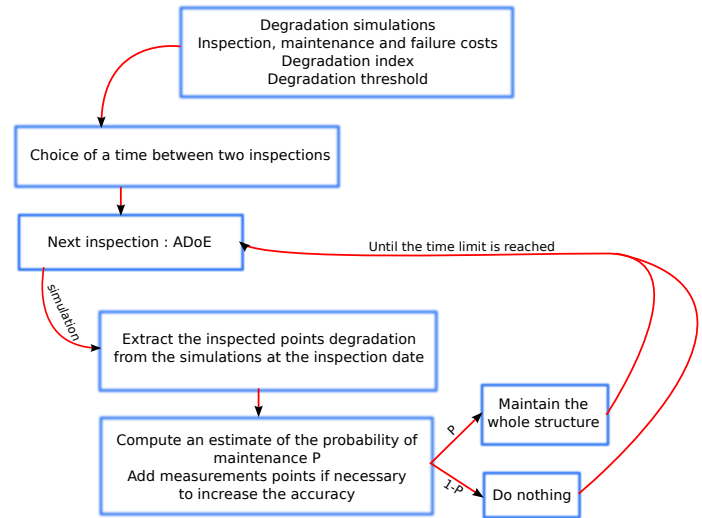 Degradation simulations
Inspection, maintenance and failure costs
Degradation index
Degradation threshold
Choice of a time between two inspections
Next inspection : ADoE
Until the time limit is reached
simulation
Extract the inspected points degradation
from the simulations at the inspection date
Compute an estimate of the probability of
maintenance P
Add measurements points if necessary
to increase the accuracy
P
Maintain the
whole structure
1-P
Do nothing